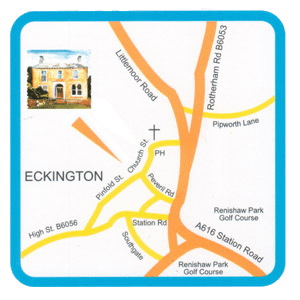 Littlemoor Road
Rotherham Rd B6053
Pipworth Lane
Church St.
PH
ECKINGTON
Pinfold St.
Peveril Rd
Renishaw Park
Golf Course
High St. B6056
Station Rd
Southgate
A616 Station Road
Renishaw Park
Golf Course